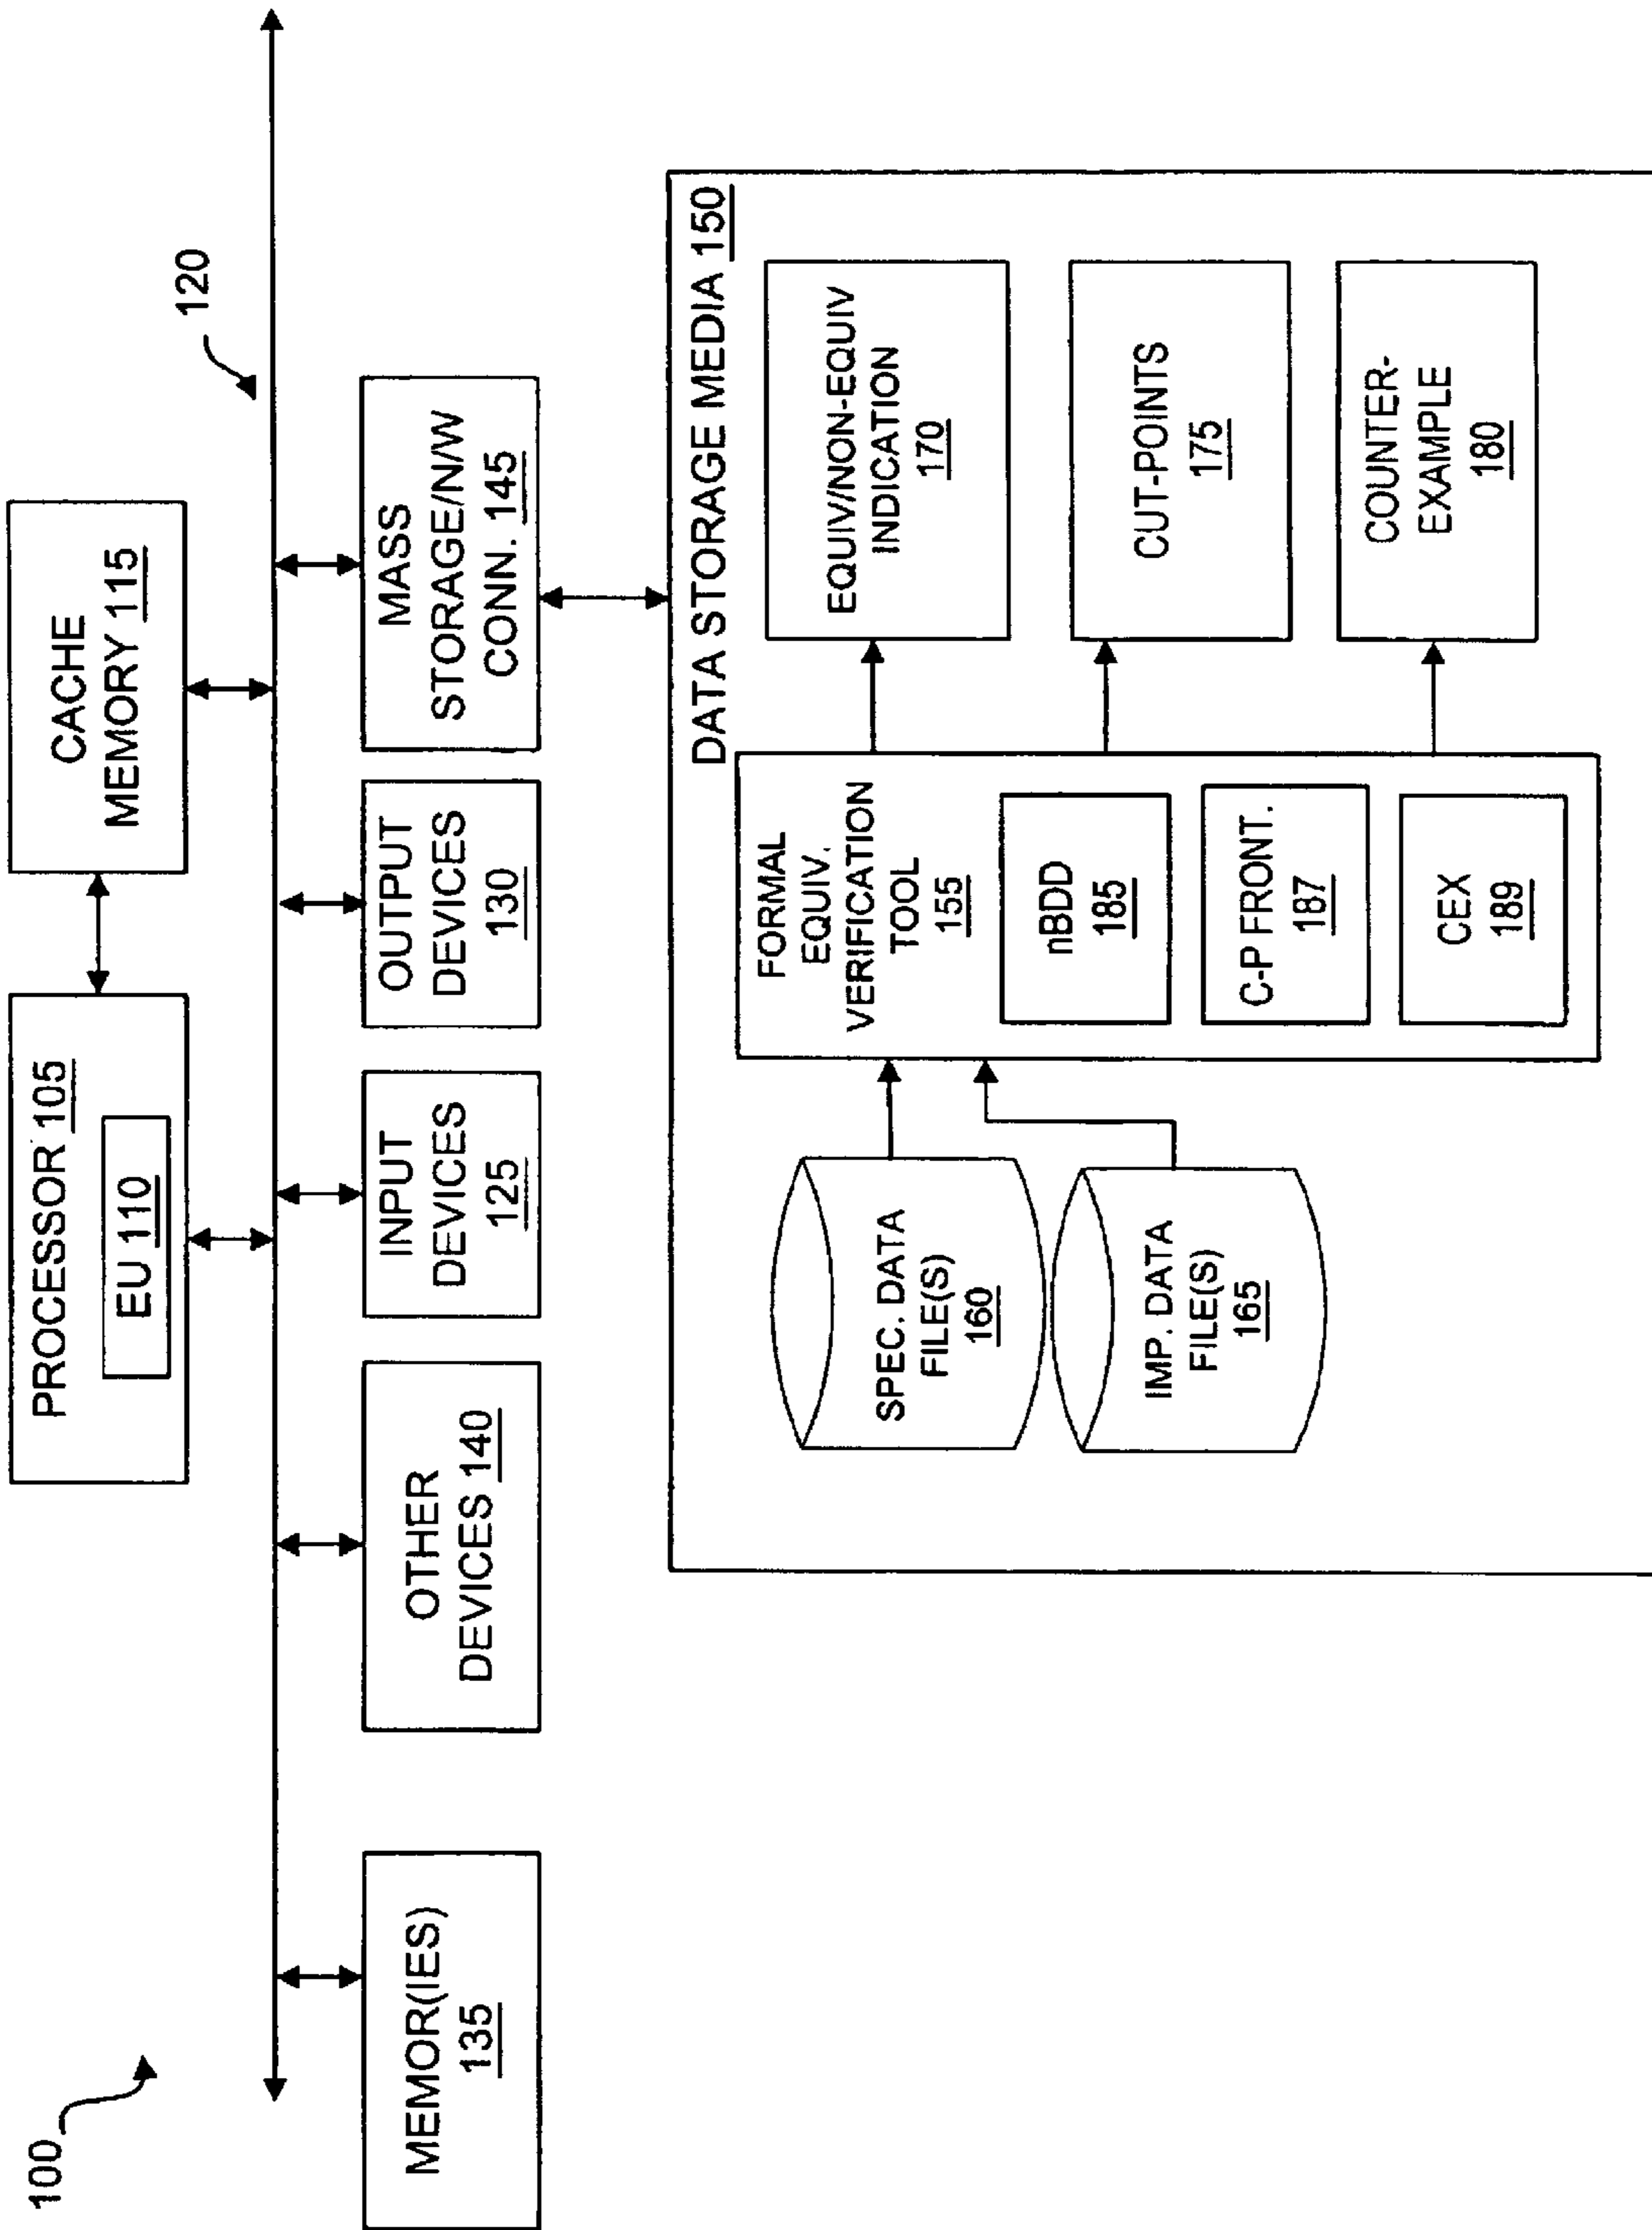 100
PROCESSOR 105
EU 110
CACHE
MEMORY 115
120
MEMOR(IES)
135
OTHER
DEVICES 140
INPUT
DEVICES
125
OUTPUT
DEVICES
130
MASS
STORAGE/N/W
CONN. 145
DATA STORAGE MEDIA 150
SPEC. DATA
FILE(S)
160
IMP. DATA
FILE(S)
165
FORMAL
EQUIV.
VERIFICATION
TOOL
155
nBDD
185
C-P FRONT.
187
CEX
189
EQUIV/NON-EQUIV
INDICATION
170
CUT-POINTS
175
COUNTER-
EXAMPLE
180